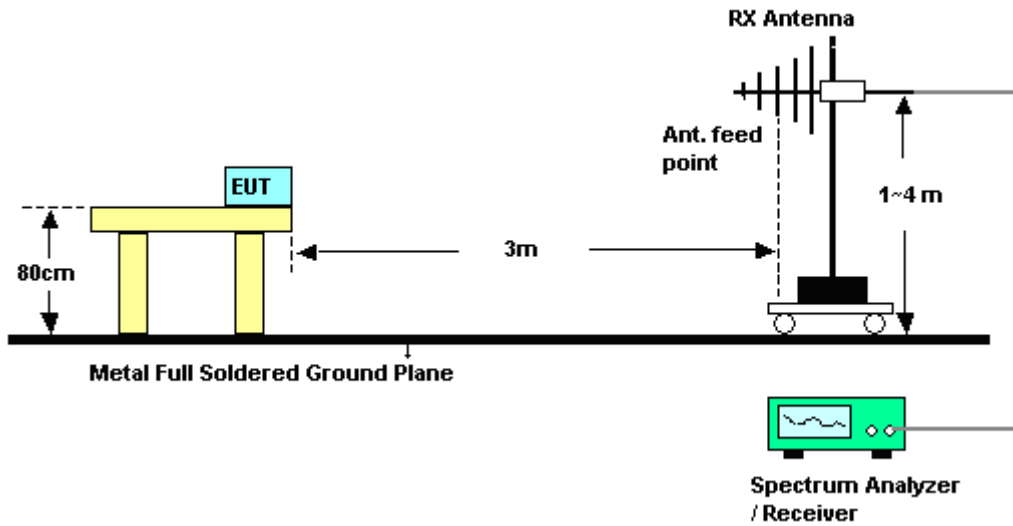 RX Antenna
Ant. feed
point
EUT
1~4 m
3m
80cm
Metal Full Soldered Ground Plane
Spectrum Analyzer
/ Receiver